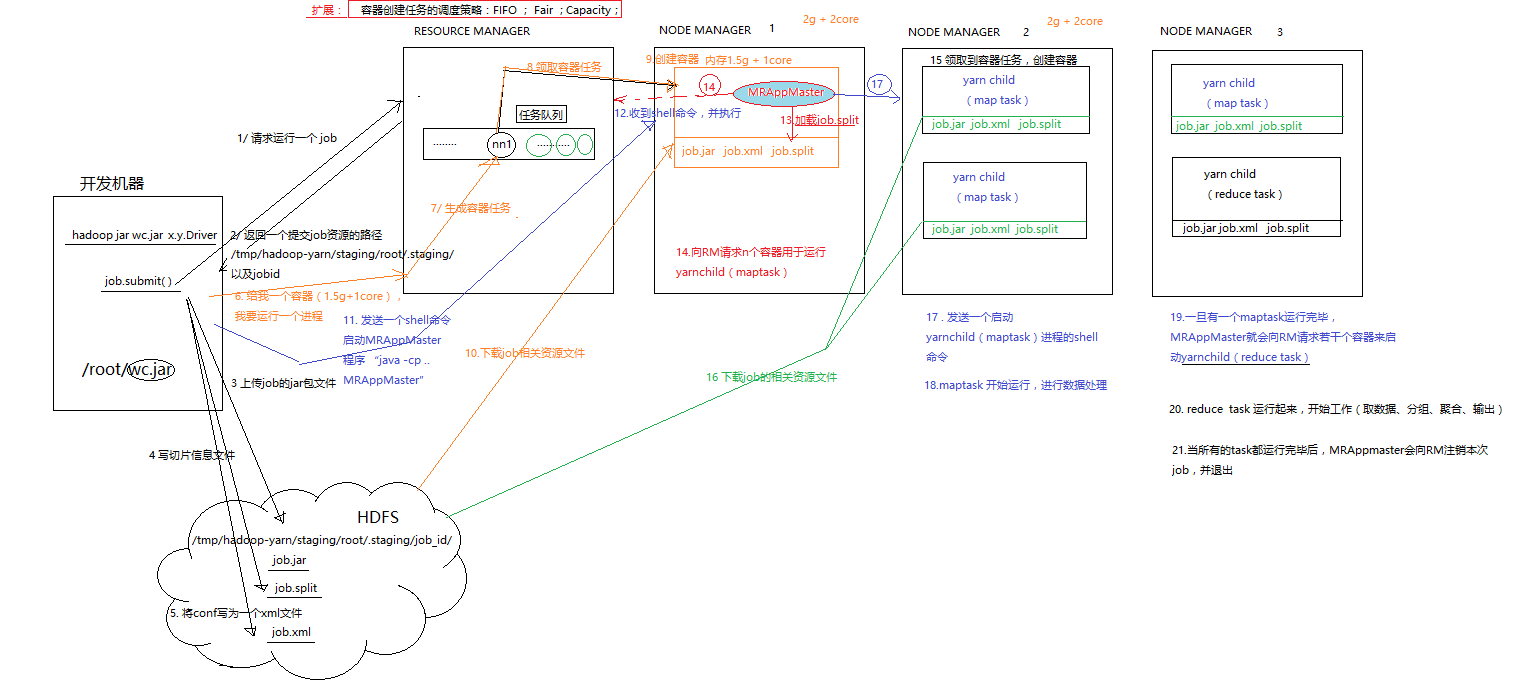 扩展： 容器创建任务的调度策略：FIFO ； Fair ；Capacity；
RESOURCE MANAGER
8 领取容器任务
任务队列
........
nn1
...........
7/ 生成容器任务
1/ 请求运行一个 job
开发机器
hadoop jar wc.jar x.y.Driver
job.submit( )
/root/wc.jar
2/ 返回一个提交job资源的路径
/tmp/hadoop-yarn/staging/root/.staging/
以及jobid
6. 给我一个容器（1.5g+1core），
我要运行一个进程
11. 发送一个shell命令
启动MRAppMaster
程序 “java -cp ..
MRAppMaster”
3 上传job的jar包文件
10.下载job相关资源文件
4 写切片信息文件
HDFS
/tmp/hadoop-yarn/staging/root/.staging/job_id/
job.jar
job.split
5. 将conf写为一个xml文件
job.xml
NODE MANAGER 1
2g + 2core
9.创建容器 内存1.5g + 1core
14
MRAppMaster
12.收到shell命令，并执行
13.加载job.split
job.jar job.xml job.split
14.向RM请求n个容器用于运行
yarnchild（maptask）
16 下载job的相关资源文件
17
NODE MANAGER 2
2g + 2core
15 领取到容器任务，创建容器
yarn child
（map task）
job.jar job.xml job.split
yarn child
（map task）
job.jar job.xml job.split
17 . 发送一个启动
yarnchild（maptask）进程的shell
命令
18.maptask 开始运行，进行数据处理
NODE MANAGER 3
yarn child
（map task）
job.jar job.xml job.split
yarn child
（reduce task）
job.jar job.xml job.split
19.一旦有一个maptask运行完毕，
MRAppMaster就会向RM请求若干个容器来启
动yarnchild（reduce task）
20. reduce task 运行起来，开始工作（取数据、分组、聚合、输出）
21.当所有的task都运行完毕后，MRAppmaster会向RM注销本次
job，并退出